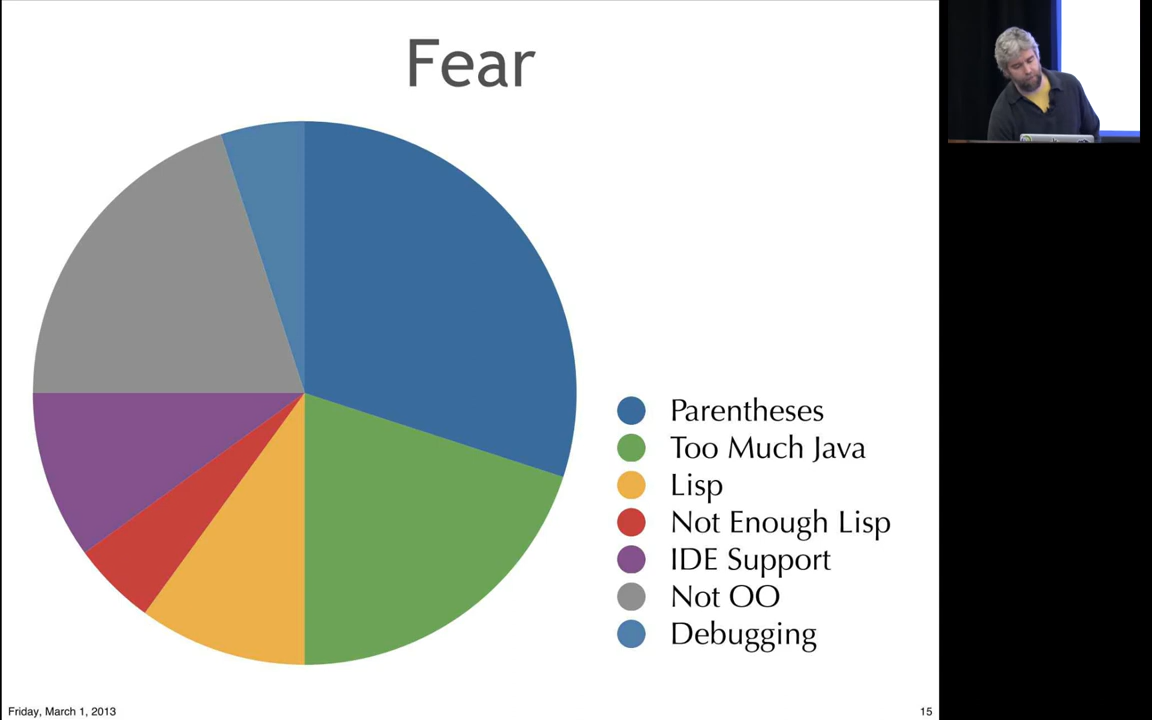 Fear
Parentheses
Too Much Java
Lisp
Not Enough Lisp
IDE Support
Not OO
Debugging
Friday, March 1, 2013
15